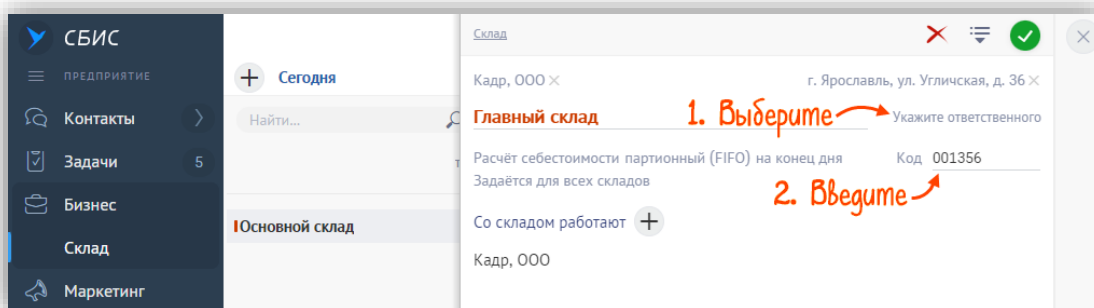 СБИС
ПРЕДПРИЯТИЕ
Контакты
Задачи 5
Бизнес
Склад
Маркетинг
Сегодня
Найти...
Основной склад
Склад
Кадр, ООО
г. Ярославль, ул. Угличская, д. 36
Главный склад
1. Выберите
Укажите ответственного
Расчёт себестоимости партионный (FIFO) на конец дня
Код 001356
Задаётся для всех складов
2. Введите
Со складом работают
Кадр, ООО